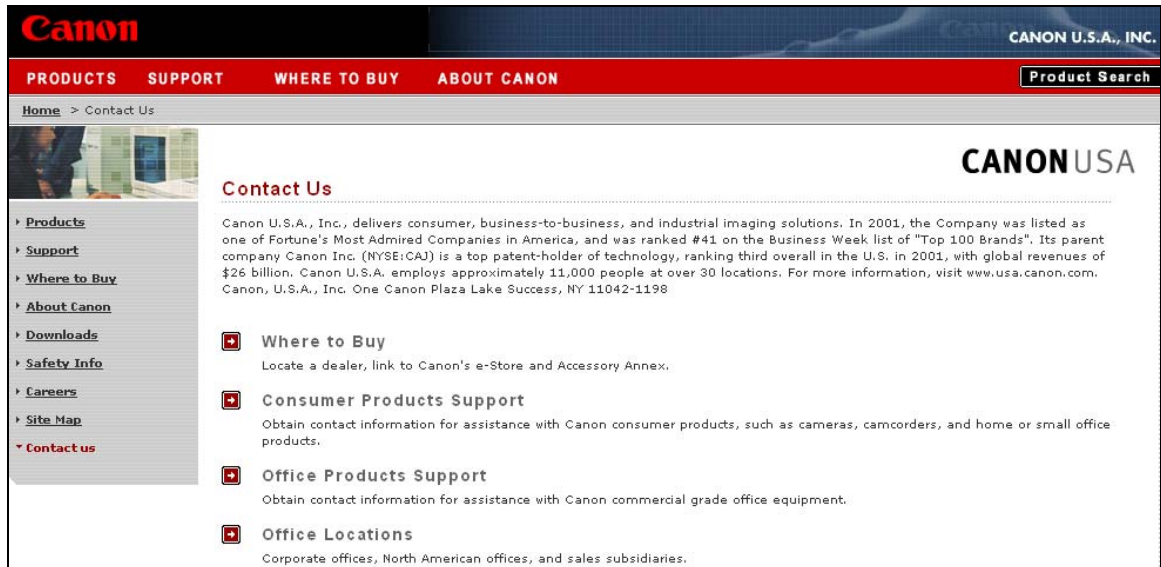 Canon
CANON U.S.A., INC.
PRODUCTS SUPPORT WHERE TO BUY ABOUT CANON Product Search
Home > Contact Us
CANON USA
Contact Us
Products
Support
Where to Buy
About Canon
Downloads
Safety Info
Careers
Site Map
Contact us
Canon U.S.A., Inc., delivers consumer, business-to-business, and industrial imaging solutions. In 2001, the Company was listed as
one of Fortune's Most Admired Companies in America, and was ranked #41 on the Business Week list of "Top 100 Brands". Its parent
company Canon Inc. (NYSE:CAJ) is a top patent-holder of technology, ranking third overall in the U.S. in 2001, with global revenues of
$26 billion. Canon U.S.A. employs approximately 11,000 people at over 30 locations. For more information, visit www.usa.canon.com.
Canon, U.S.A., Inc. One Canon Plaza Lake Success, NY 11042-1198
Where to Buy
Locate a dealer, link to Canon's e-Store and Accessory Annex.
Consumer Products Support
Obtain contact information for assistance with Canon consumer products, such as cameras, camcorders, and home or small office
products.
Office Products Support
Obtain contact information for assistance with Canon commercial grade office equipment.
Office Locations
Corporate offices, North American offices, and sales subsidiaries.